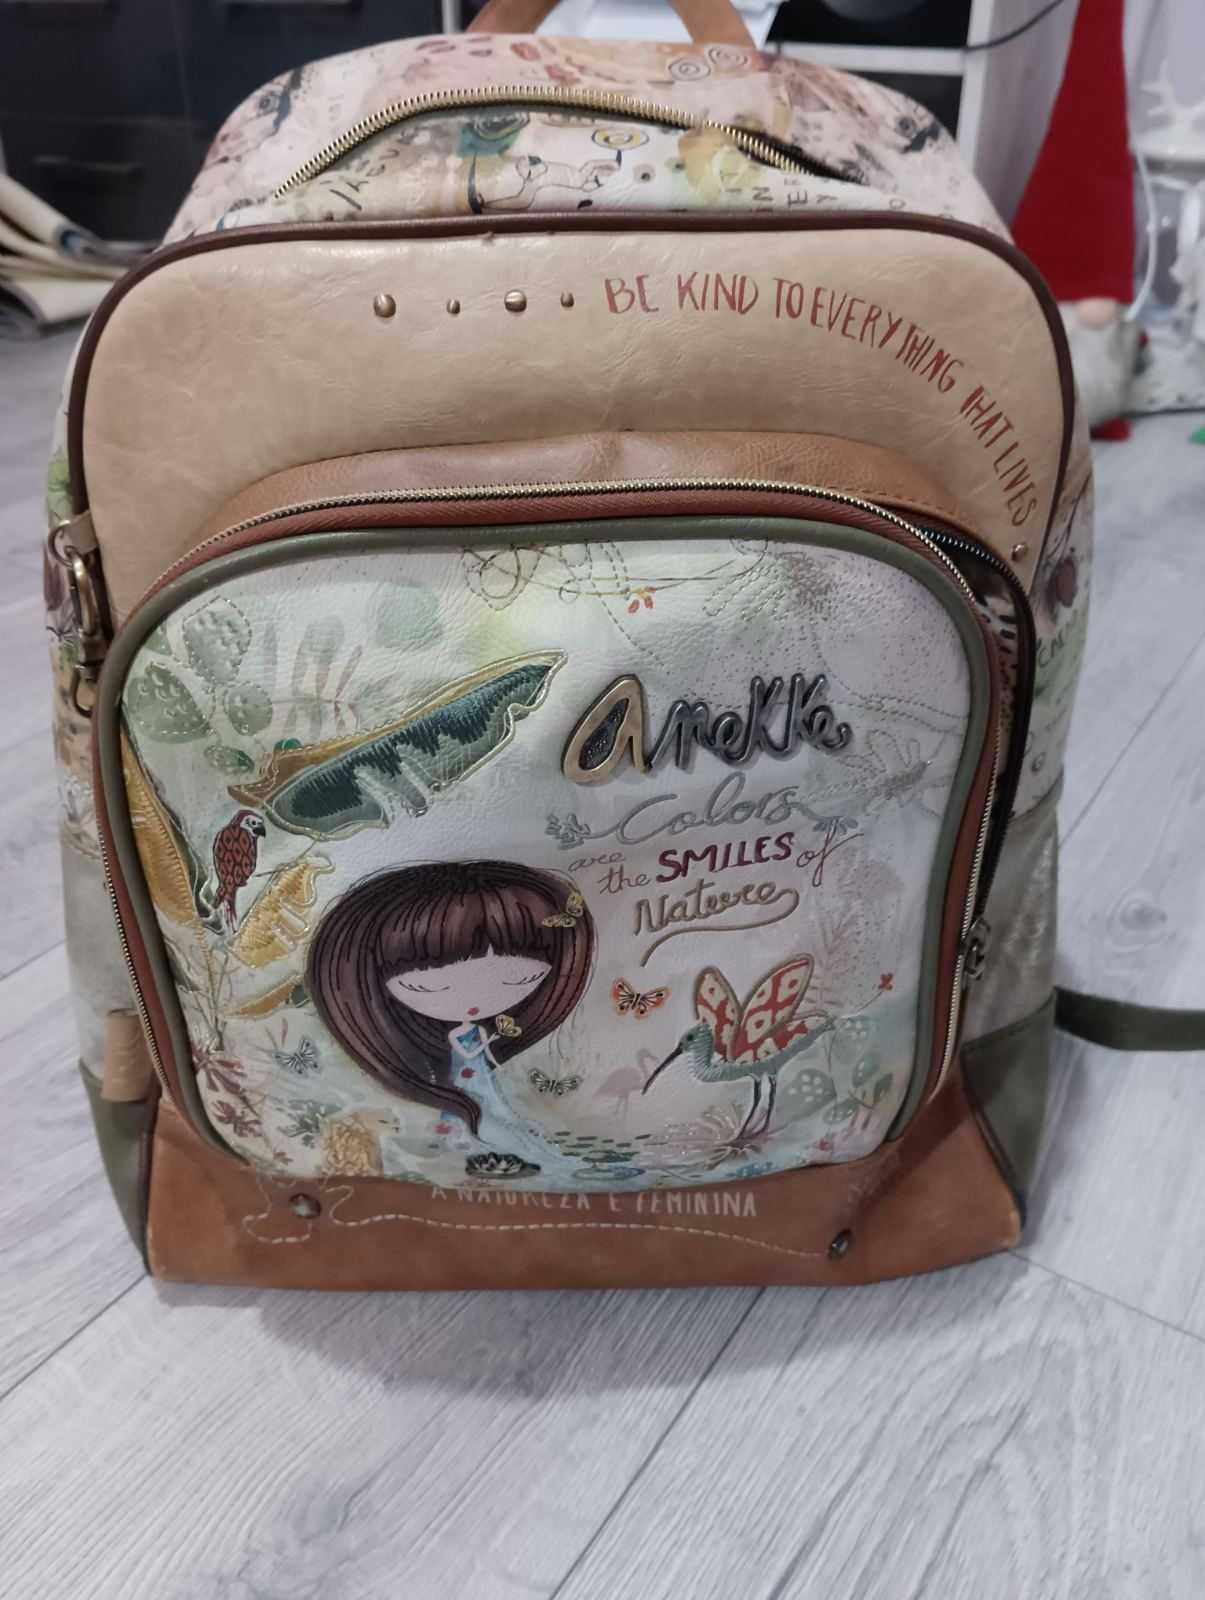 BE KIND TO EVERYTHING THAT LIVES
anekke
Colors
are
the SMILES of
Nature
A NATUREZA É FEMININA